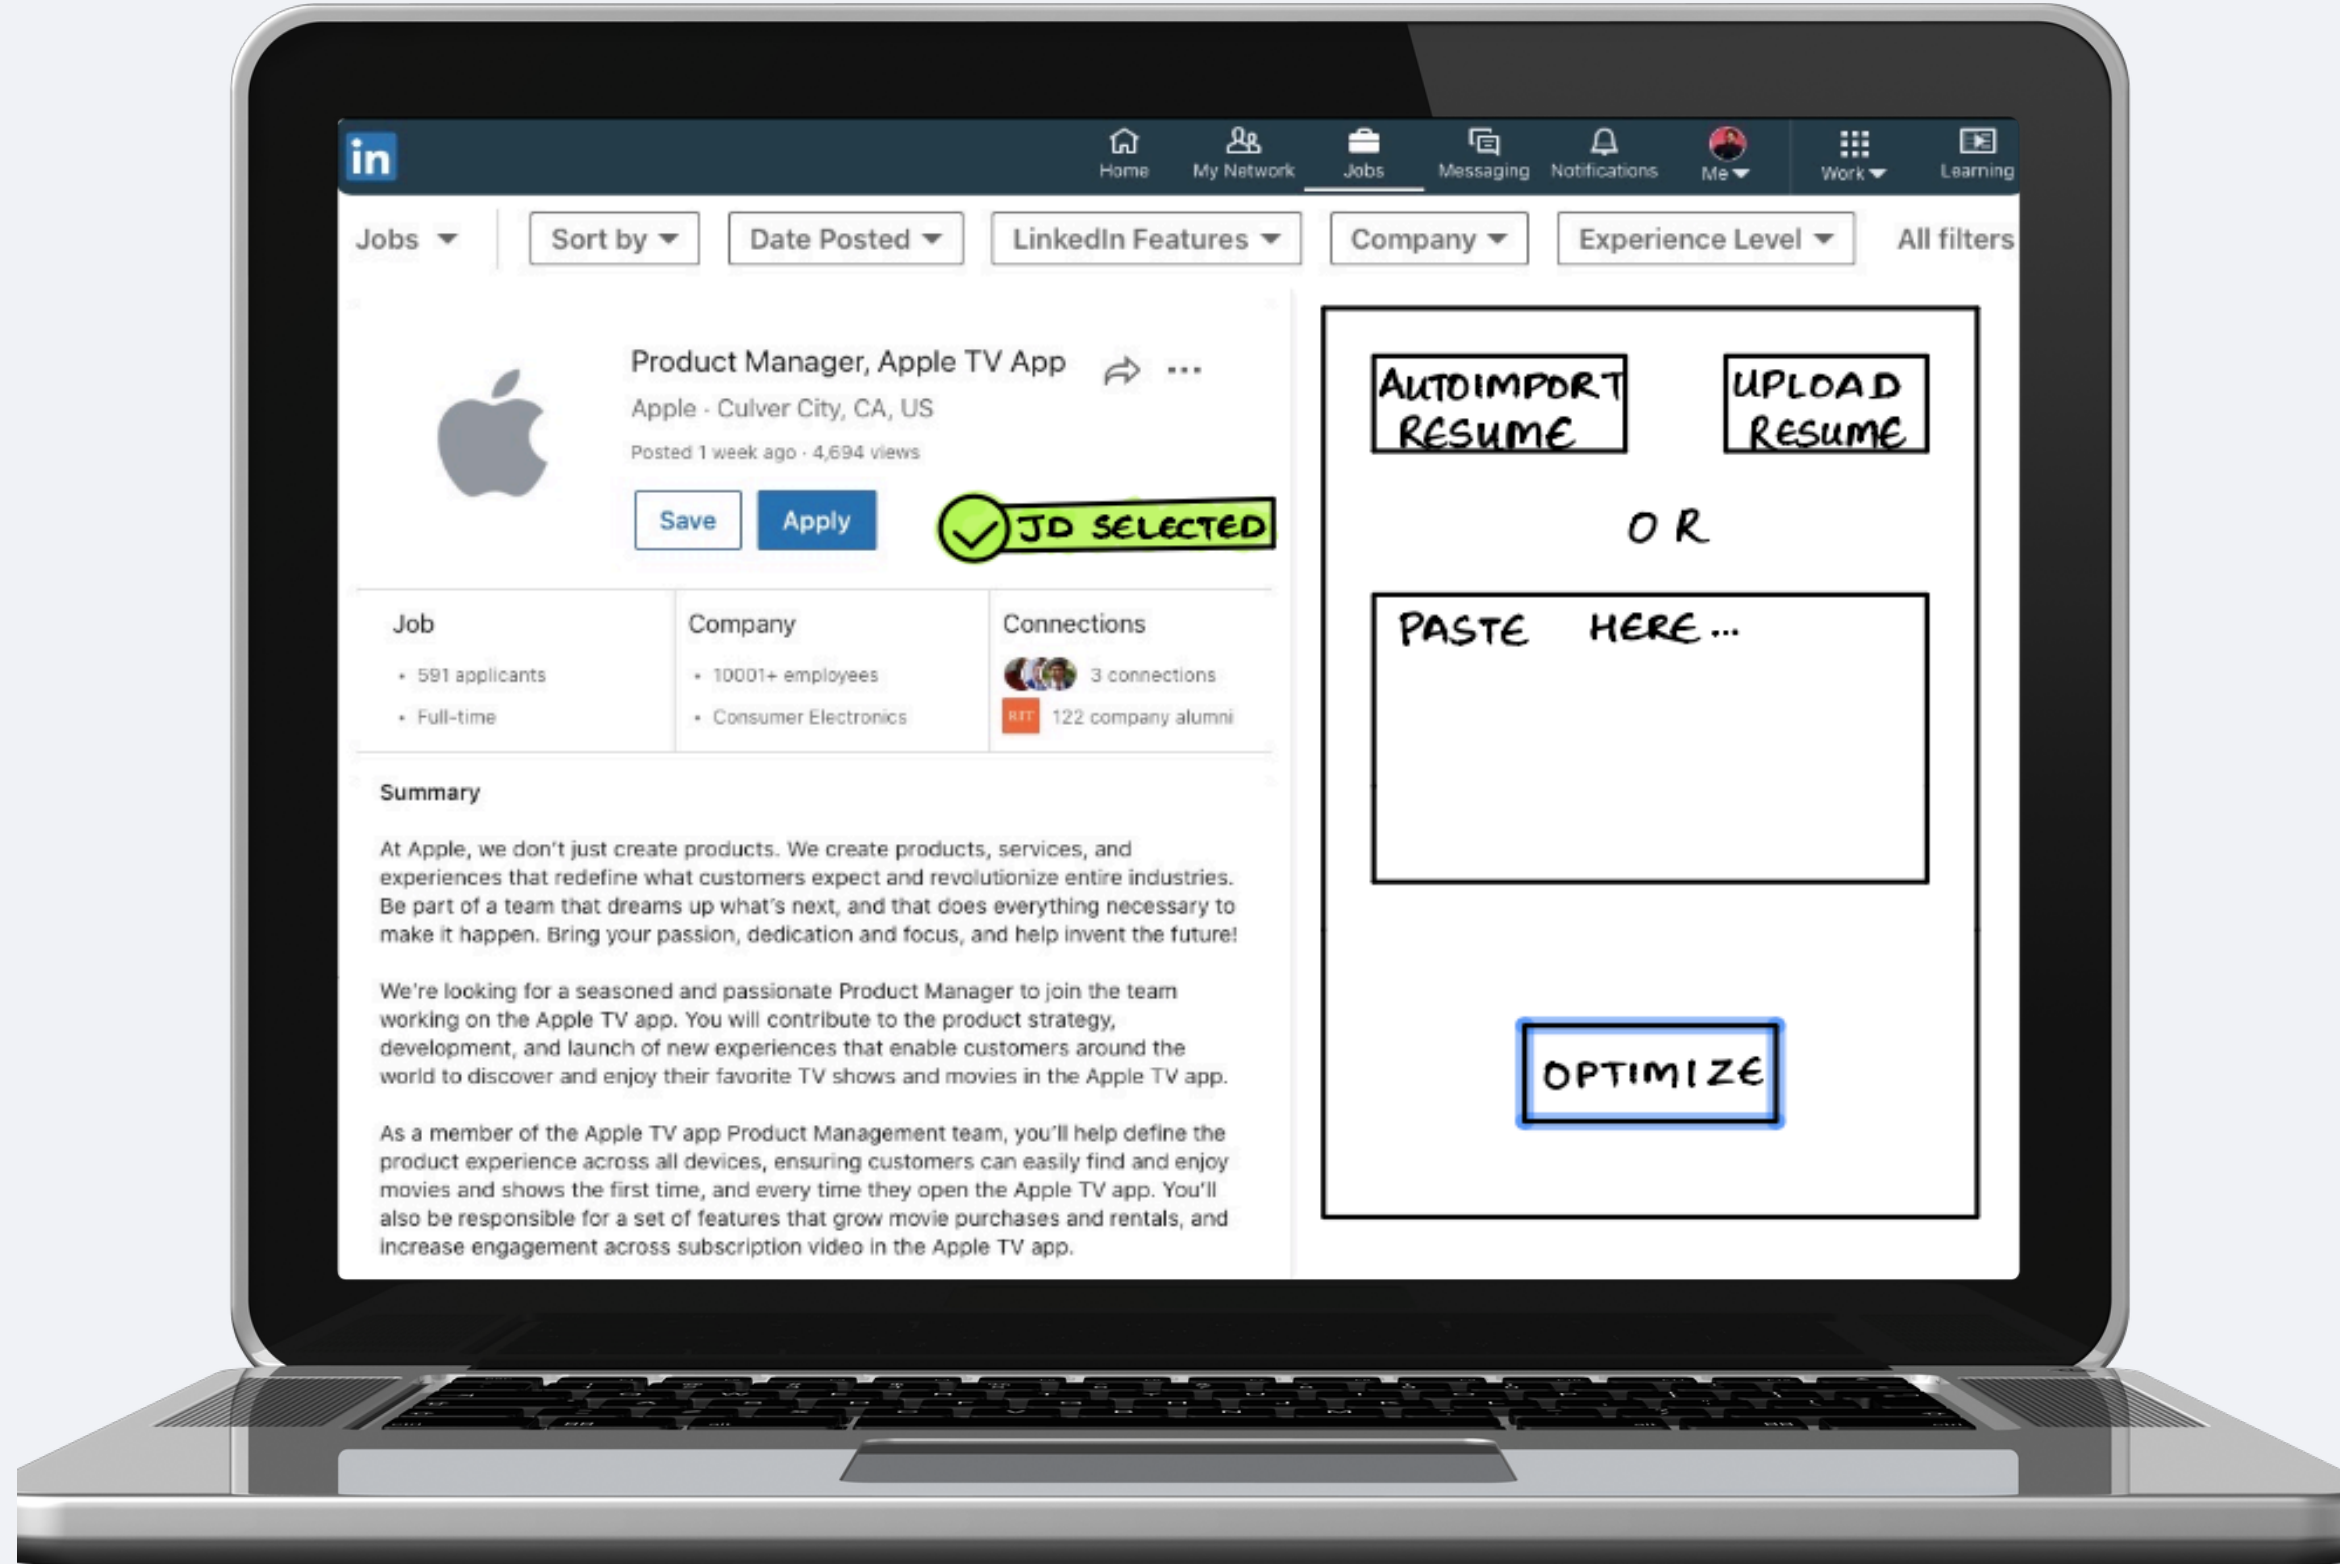 in
Home
My Network
Jobs
Messaging
Notifications
Me
Work
Learning
Jobs
Sort by
Date Posted
LinkedIn Features
Company
Experience Level
All filters
Product Manager, Apple TV App
Apple · Culver City, CA, US
Posted 1 week ago · 4,694 views
Save
Apply
JD SELECTED
Job
• 591 applicants
• Full-time
Company
• 10001+ employees
• Consumer Electronics
Connections
3 connections
RIT
122 company alumni
Summary
At Apple, we don't just create products. We create products, services, and
experiences that redefine what customers expect and revolutionize entire industries.
Be part of a team that dreams up what's next, and that does everything necessary to
make it happen. Bring your passion, dedication and focus, and help invent the future!
We're looking for a seasoned and passionate Product Manager to join the team
working on the Apple TV app. You will contribute to the product strategy,
development, and launch of new experiences that enable customers around the
world to discover and enjoy their favorite TV shows and movies in the Apple TV app.
As a member of the Apple TV app Product Management team, you'll help define the
product experience across all devices, ensuring customers can easily find and enjoy
movies and shows the first time, and every time they open the Apple TV app. You'll
also be responsible for a set of features that grow movie purchases and rentals, and
increase engagement across subscription video in the Apple TV app.
AUTOIMPORT
RESUME
UPLOAD
RESUME
OR
PASTE HERE...
OPTIMIZE